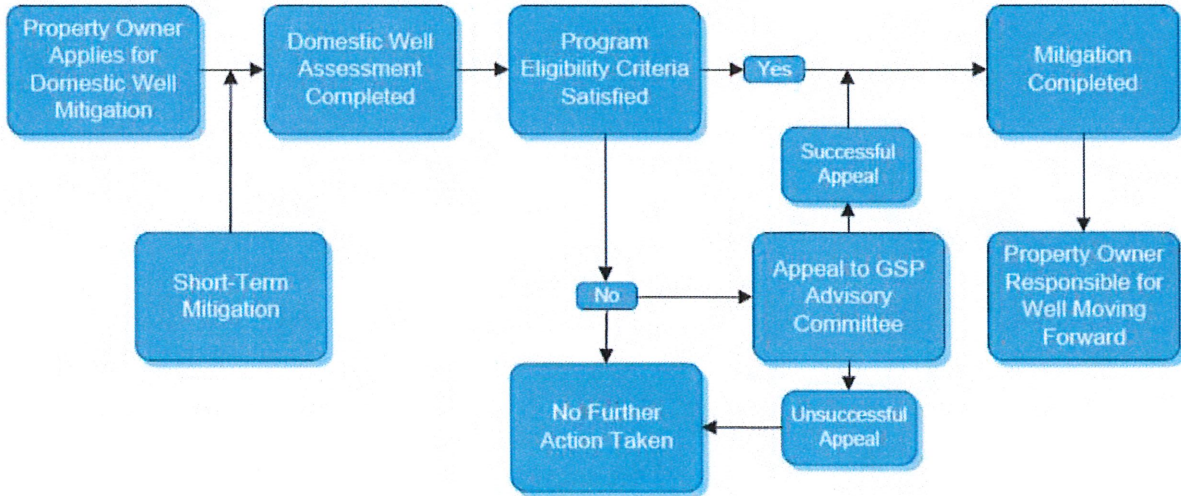 Property Owner
Applies for
Domestic Well
Mitigation
Domestic Well
Assessment
Completed
Program
Eligibility Criteria
Satisfied
Yes
Mitigation
Completed
Successful
Appeal
Short-Term
Mitigation
No
Appeal to GSP
Advisory
Committee
Property Owner
Responsible for
Well Moving
Forward
No Further
Action Taken
Unsuccessful
Appeal